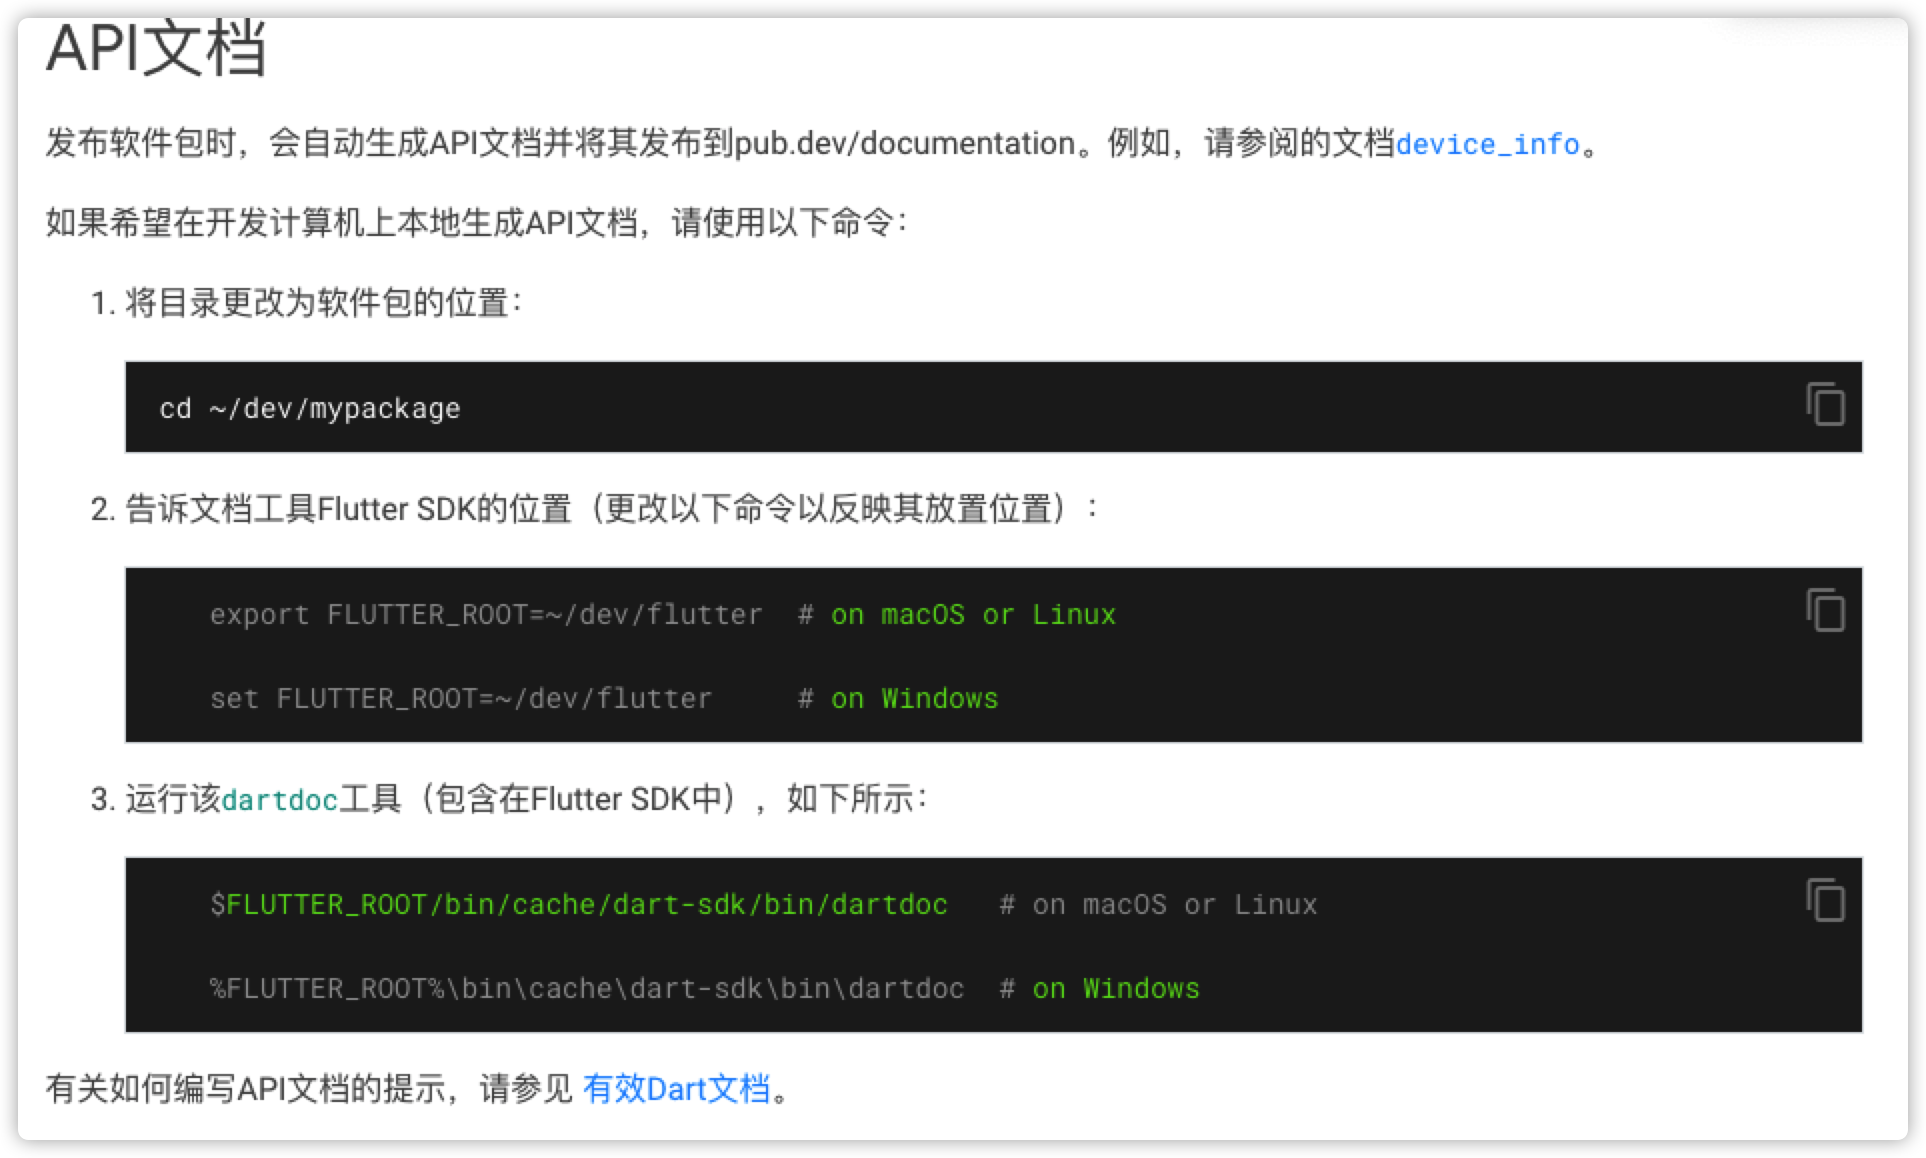 API文档
发布软件包时，会自动生成API文档并将其发布到pub.dev/documentation。例如，请参阅的文档device_info。
如果希望在开发计算机上本地生成API文档，请使用以下命令：
1. 将目录更改为软件包的位置：
cd ~/dev/mypackage
2. 告诉文档工具Flutter SDK的位置（更改以下命令以反映其放置位置）：
export FLUTTER_ROOT=~/dev/flutter  # on macOS or Linux
set FLUTTER_ROOT=~/dev/flutter     # on Windows
3. 运行该dartdoc工具（包含在Flutter SDK中），如下所示：
$FLUTTER_ROOT/bin/cache/dart-sdk/bin/dartdoc   # on macOS or Linux
%FLUTTER_ROOT%\bin\cache\dart-sdk\bin\dartdoc  # on Windows
有关如何编写API文档的提示，请参见 有效Dart文档。